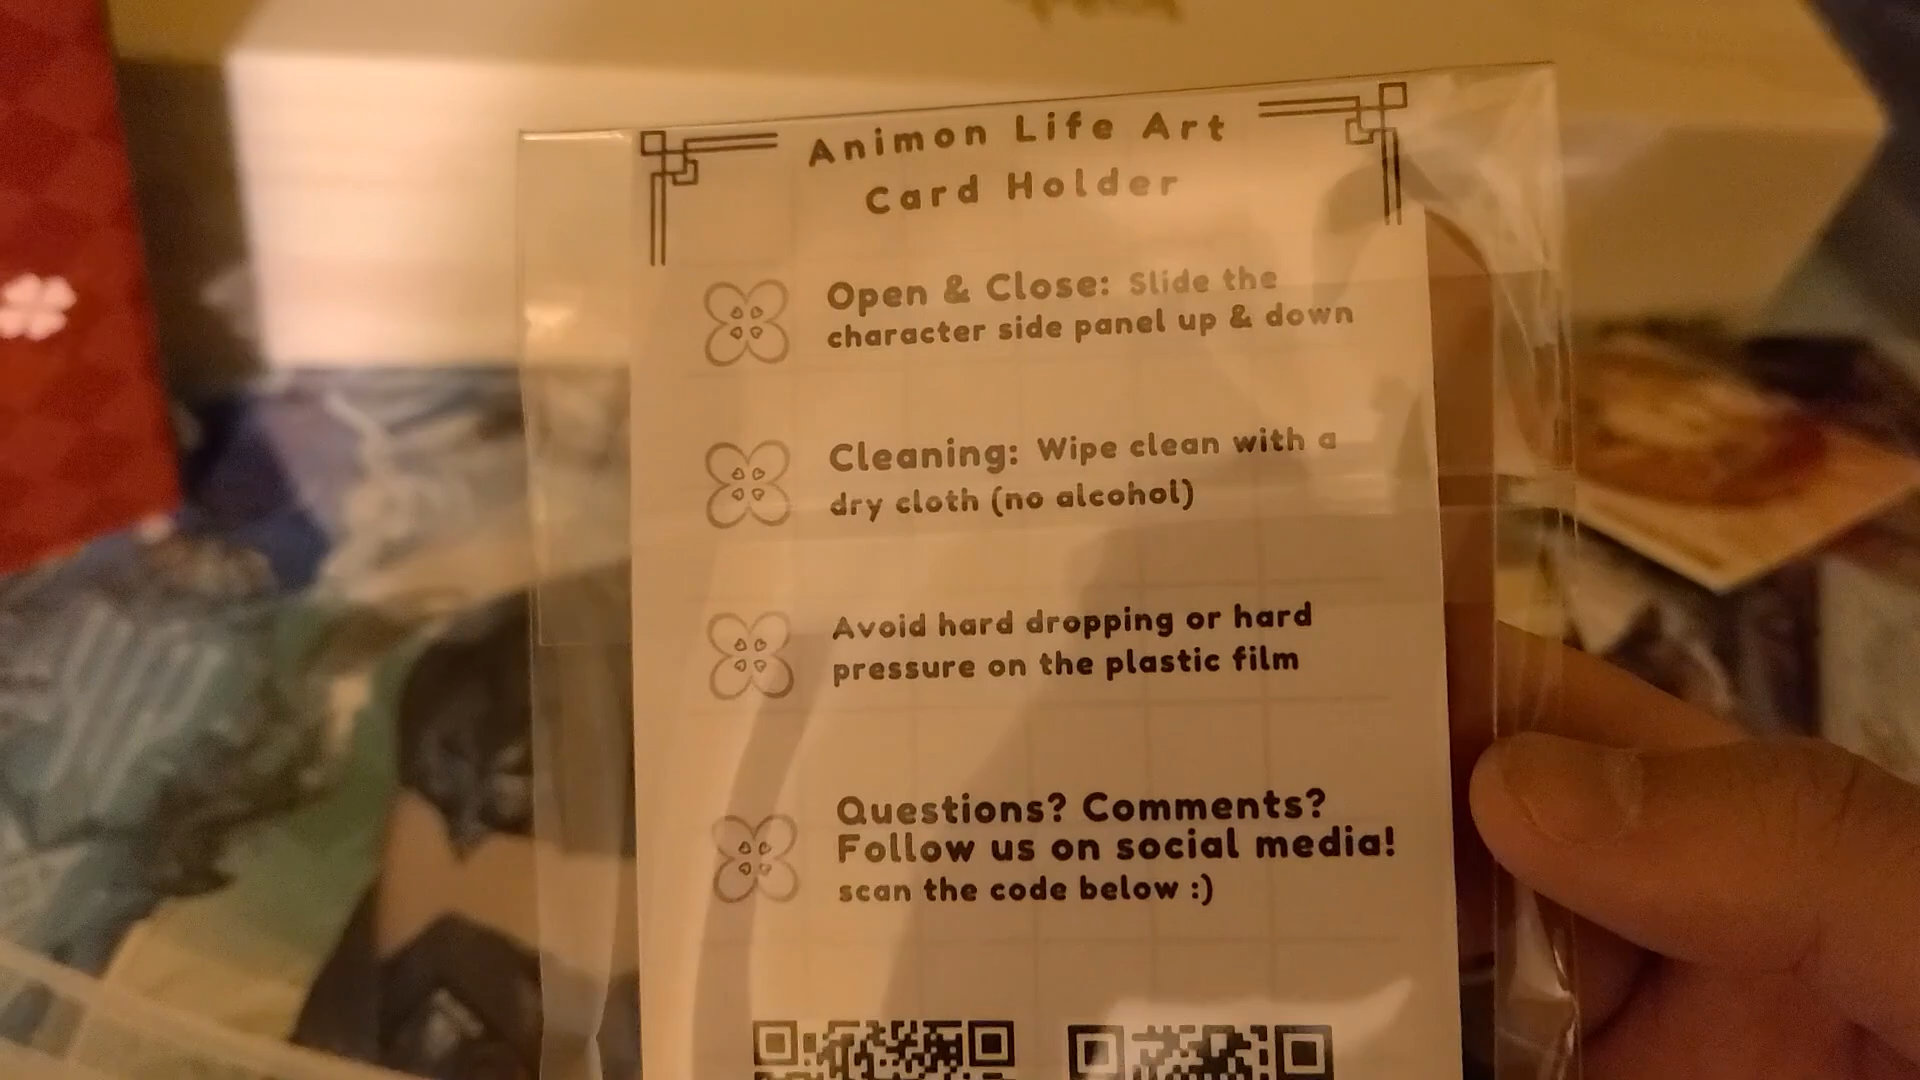 Animon Life Art
Card Holder
Open & Close: Slide the
character side panel up & down
Cleaning: Wipe clean with a
dry cloth (no alcohol)
Avoid hard dropping or hard
pressure on the plastic film
Questions? Comments?
Follow us on social media!
scan the code below :)